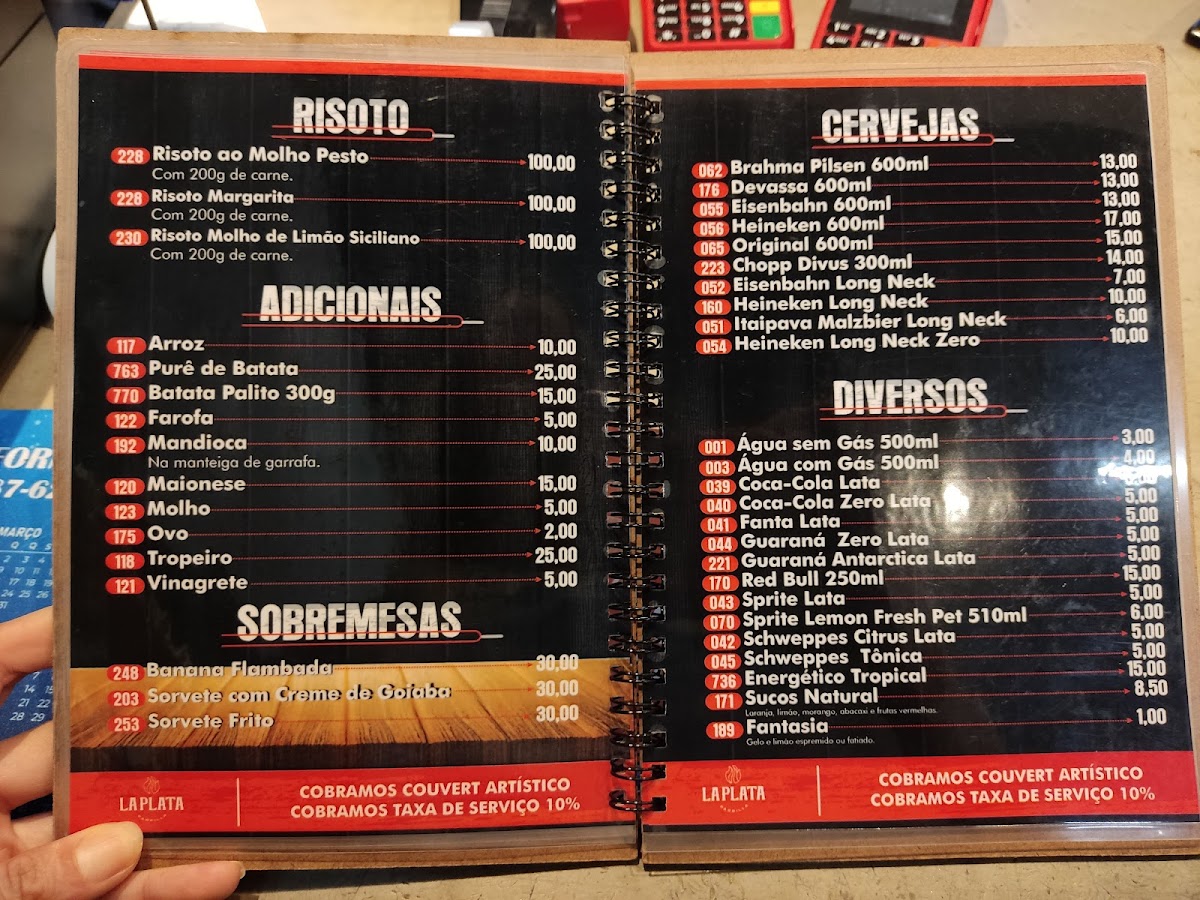 RISOTO
228 Risoto ao Molho Pesto 100,00
Com 200g de carne.
228 Risoto Margarita 100,00
Com 200g de carne.
230 Risoto Molho de Limão Siciliano 100,00
Com 200g de carne.
ADICIONAIS
117 Arroz 10,00
763 Purê de Batata 25,00
770 Batata Palito 300g 15,00
122 Farofa 5,00
192 Mandioca 10,00
Na manteiga de garrafa.
120 Maionese 15,00
123 Molho 5,00
175 Ovo 2,00
118 Tropeiro 25,00
121 Vinagrete 5,00
SOBREMESAS
248 Banana Flambada 30,00
203 Sorvete com Creme de Goiaba 30,00
253 Sorvete Frito 30,00
LA PLATA
COBRAMOS COUVERT ARTÍSTICO
COBRAMOS TAXA DE SERVIÇO 10%
CERVEJAS
062 Brahma Pilsen 600ml 13,00
176 Devassa 600ml 13,00
055 Eisenbahn 600ml 13,00
056 Heineken 600ml 17,00
065 Original 600ml 15,00
223 Chopp Divus 300ml 14,00
052 Eisenbahn Long Neck 7,00
160 Heineken Long Neck 10,00
051 Itaipava Malzbier Long Neck 6,00
054 Heineken Long Neck Zero 10,00
DIVERSOS
001 Água sem Gás 500ml 3,00
003 Água com Gás 500ml 4,00
039 Coca-Cola Lata
040 Coca-Cola Zero Lata 5,00
041 Fanta Lata 5,00
044 Guaraná Zero Lata 5,00
221 Guaraná Antarctica Lata 5,00
170 Red Bull 250ml 15,00
043 Sprite Lata 5,00
070 Sprite Lemon Fresh Pet 510ml 6,00
042 Schweppes Citrus Lata 5,00
045 Schweppes Tônica 5,00
736 Energético Tropical 15,00
171 Sucos Natural 8,50
Laranja, limão, morango, abacaxi e frutas vermelhas.
189 Fantasia 1,00
Gelo e limão espremido ou fatiado.
LA PLATA
COBRAMOS COUVERT ARTÍSTICO
COBRAMOS TAXA DE SERVIÇO 10%
MARÇO